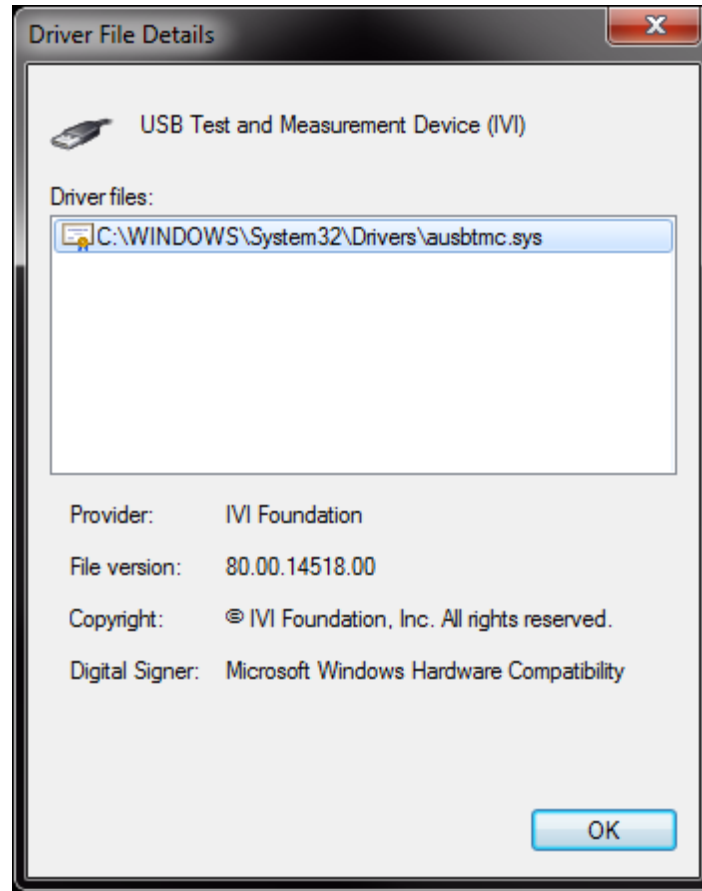 Driver File Details
USB Test and Measurement Device (IVI)
Driver files:
C:\WINDOWS\System32\Drivers\ausbtmc.sys
Provider: IVI Foundation
File version: 80.00.14518.00
Copyright: © IVI Foundation, Inc. All rights reserved.
Digital Signer: Microsoft Windows Hardware Compatibility
OK